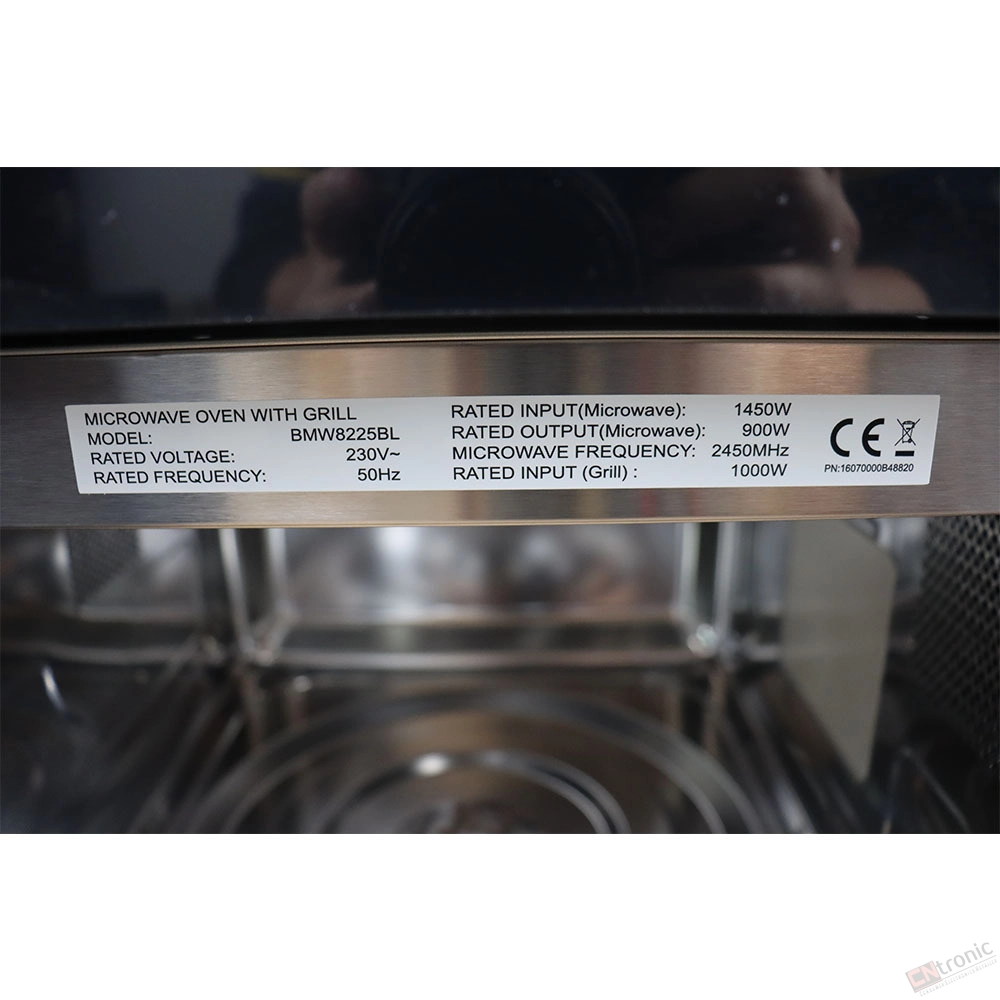 MICROWAVE OVEN WITH GRILL
MODEL: BMW8225BL
RATED VOLTAGE: 230V~
RATED FREQUENCY: 50Hz
RATED INPUT(Microwave): 1450W
RATED OUTPUT(Microwave): 900W
MICROWAVE FREQUENCY: 2450MHz
RATED INPUT (Grill) : 1000W
CE
PN:16070000B48820
CNtronic